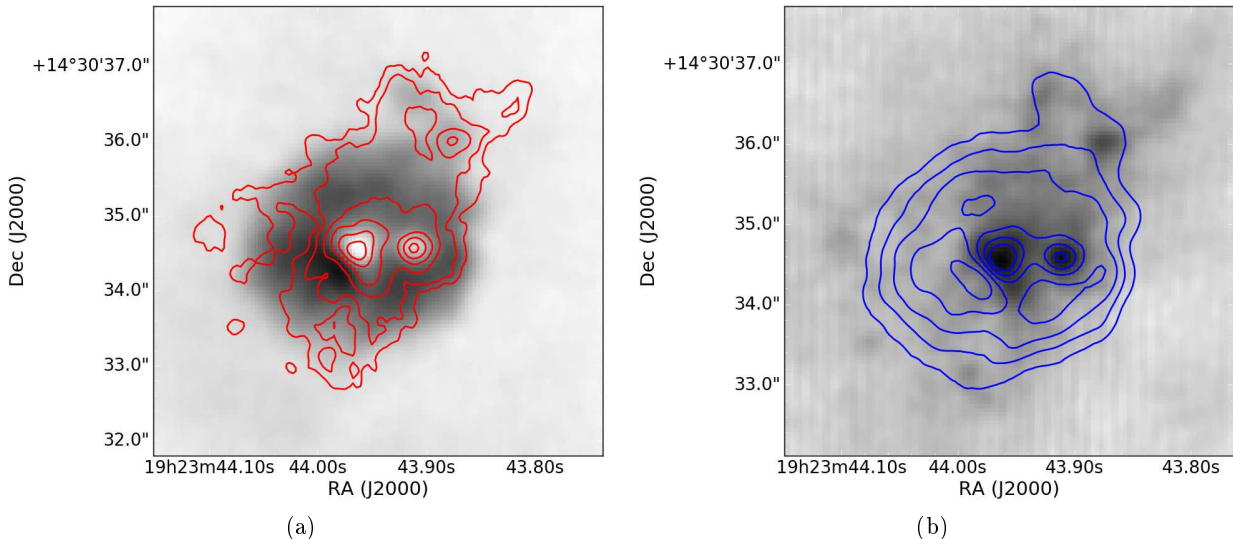 +14°30'37.0"
36.0"
35.0"
34.0"
33.0"
32.0"
Dec (J2000)
19h23m44.10s 44.00s 43.90s 43.80s
RA (J2000)
(a)
+14°30'37.0"
36.0"
35.0"
34.0"
33.0"
Dec (J2000)
19h23m44.10s 44.00s 43.90s 43.80s
RA (J2000)
(b)